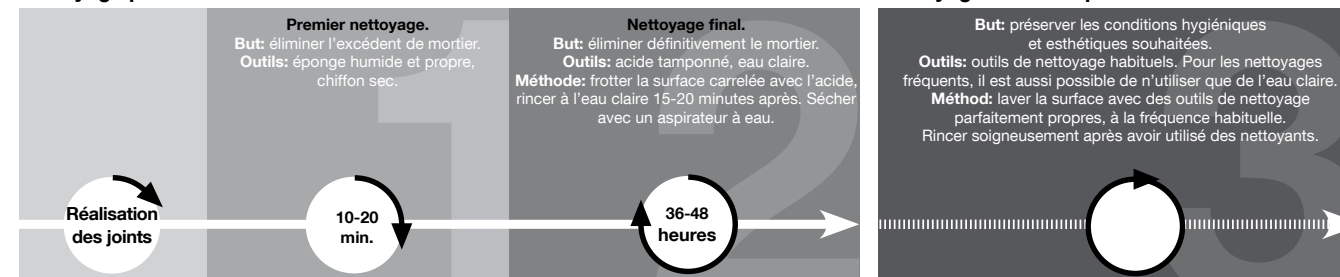 Premier nettoyage.
But: éliminer l'excédent de mortier.
Outils: éponge humide et propre,
chiffon sec.
Nettoyage final.
But: éliminer définitivement le mortier.
Outils: acide tamponné, eau claire.
Méthode: frotter la surface carrelée avec l'acide,
rincer à l'eau claire 15-20 minutes après. Sécher
avec un aspirateur à eau.
But: préserver les conditions hygiéniques
et esthétiques souhaitées.
Outils: outils de nettoyage habituels. Pour les nettoyages
fréquents, il est aussi possible de n'utiliser que de l'eau claire.
Méthod: laver la surface avec des outils de nettoyage
parfaitement propres, à la fréquence habituelle.
Rincer soigneusement après avoir utilisé des nettoyants.
1
2
3
Réalisation
des joints
10-20
min.
36-48
heures